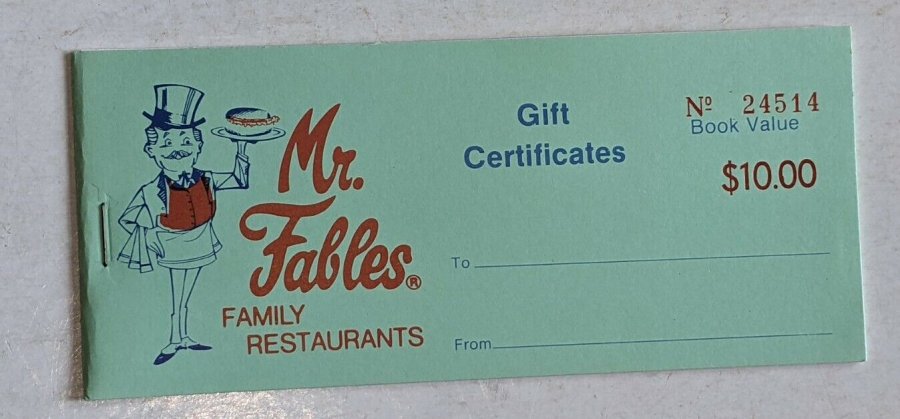 Mr.
Fables®
FAMILY
RESTAURANTS
Gift
Certificates
Nº 24514
Book Value
$10.00
To
From